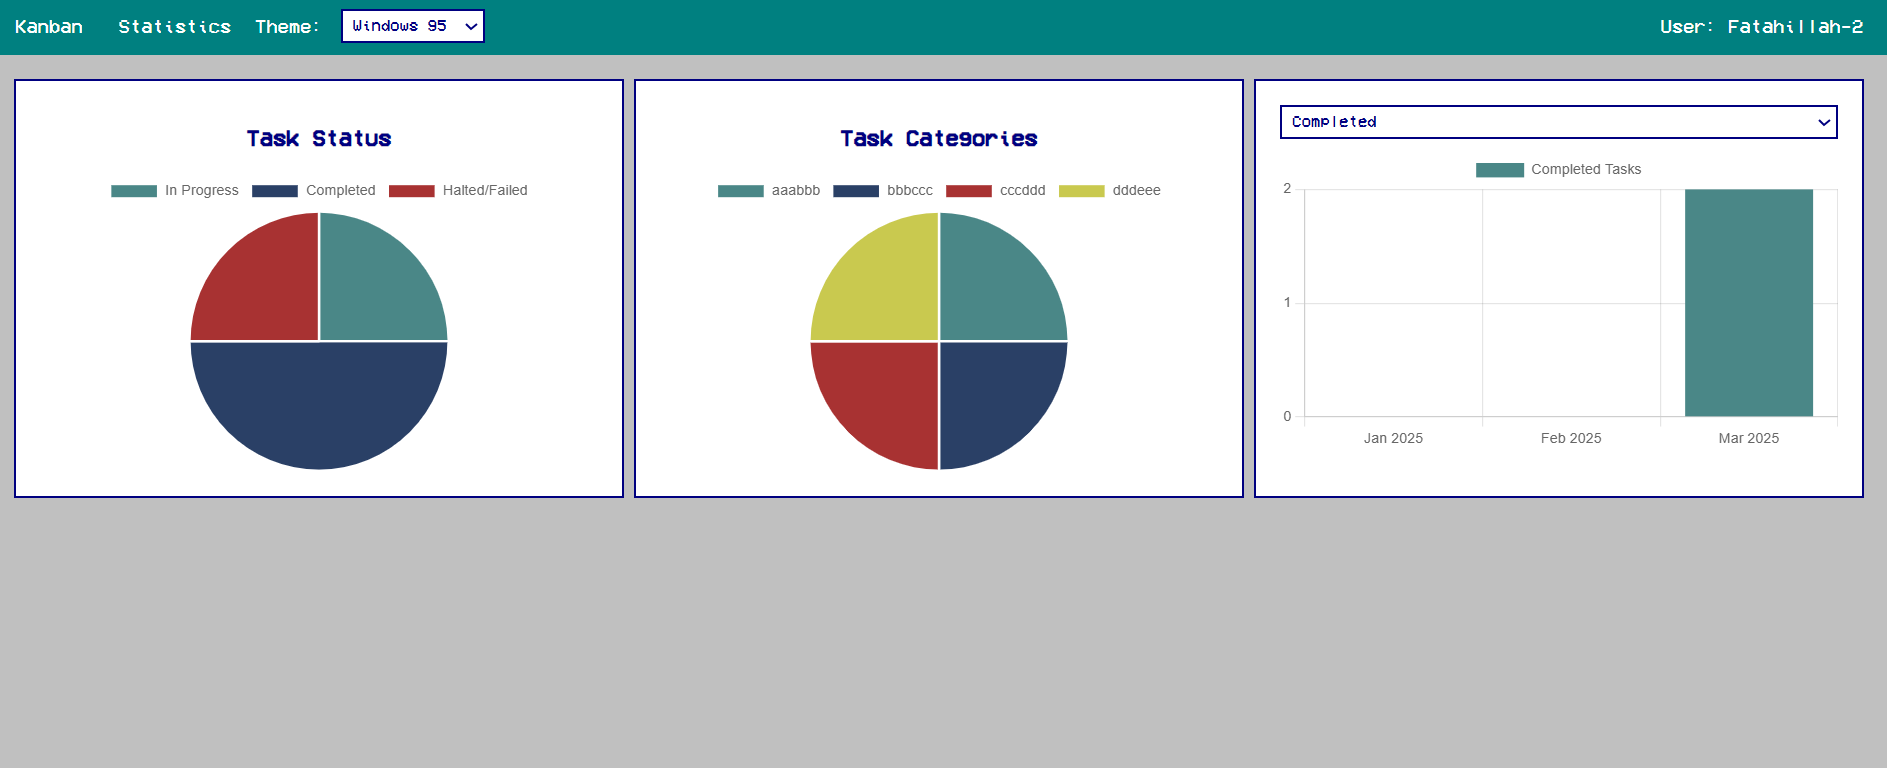 Kanban Statistics Theme: Windows 95 User: Fatahillah-2
Task Status
In Progress Completed Halted/Failed
Task Categories
aaabbb bbbccc cccddd dddeee
Completed
Completed Tasks
2
1
0
Jan 2025 Feb 2025 Mar 2025